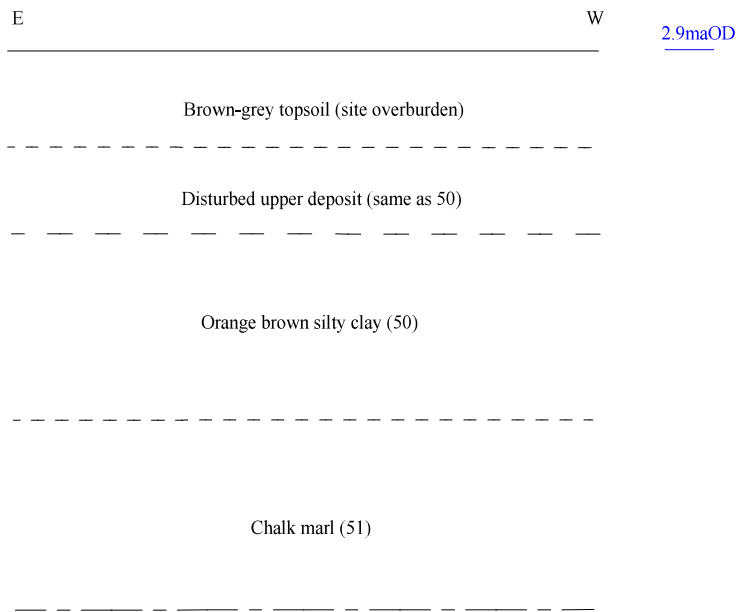 E
W
2.9maOD
Brown-grey topsoil (site overburden)
Disturbed upper deposit (same as 50)
Orange brown silty clay (50)
Chalk marl (51)